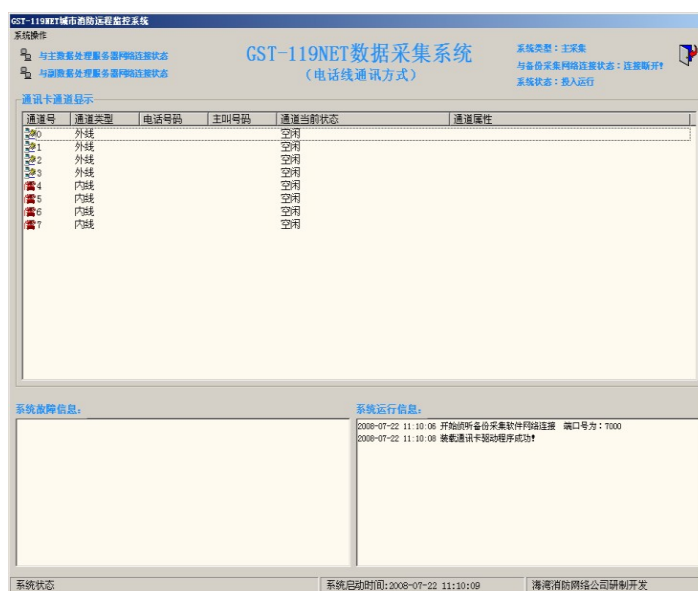 GST-119NET城市消防远程监控系统
系统操作
与主数据处理服务器网络连接状态
与副数据处理服务器网络连接状态
GST-119NET数据采集系统
(电话线通讯方式)
系统类型：主采集
与备份采集网络连接状态：连接断开!
系统状态：投入运行
通讯卡通道显示
通道号 通道类型 电话号码 主叫号码 通道当前状态 通道属性
0 外线 空闲
1 外线 空闲
2 外线 空闲
3 外线 空闲
4 内线 空闲
5 内线 空闲
6 内线 空闲
7 内线 空闲
系统故障信息:
系统运行信息:
2008-07-22 11:10:06 开始侦听备份采集软件网络连接 端口号为：7000
2008-07-22 11:10:08 装载通讯卡驱动程序成功!
系统状态 系统启动时间:2008-07-22 11:10:09 海湾消防网络公司研制开发